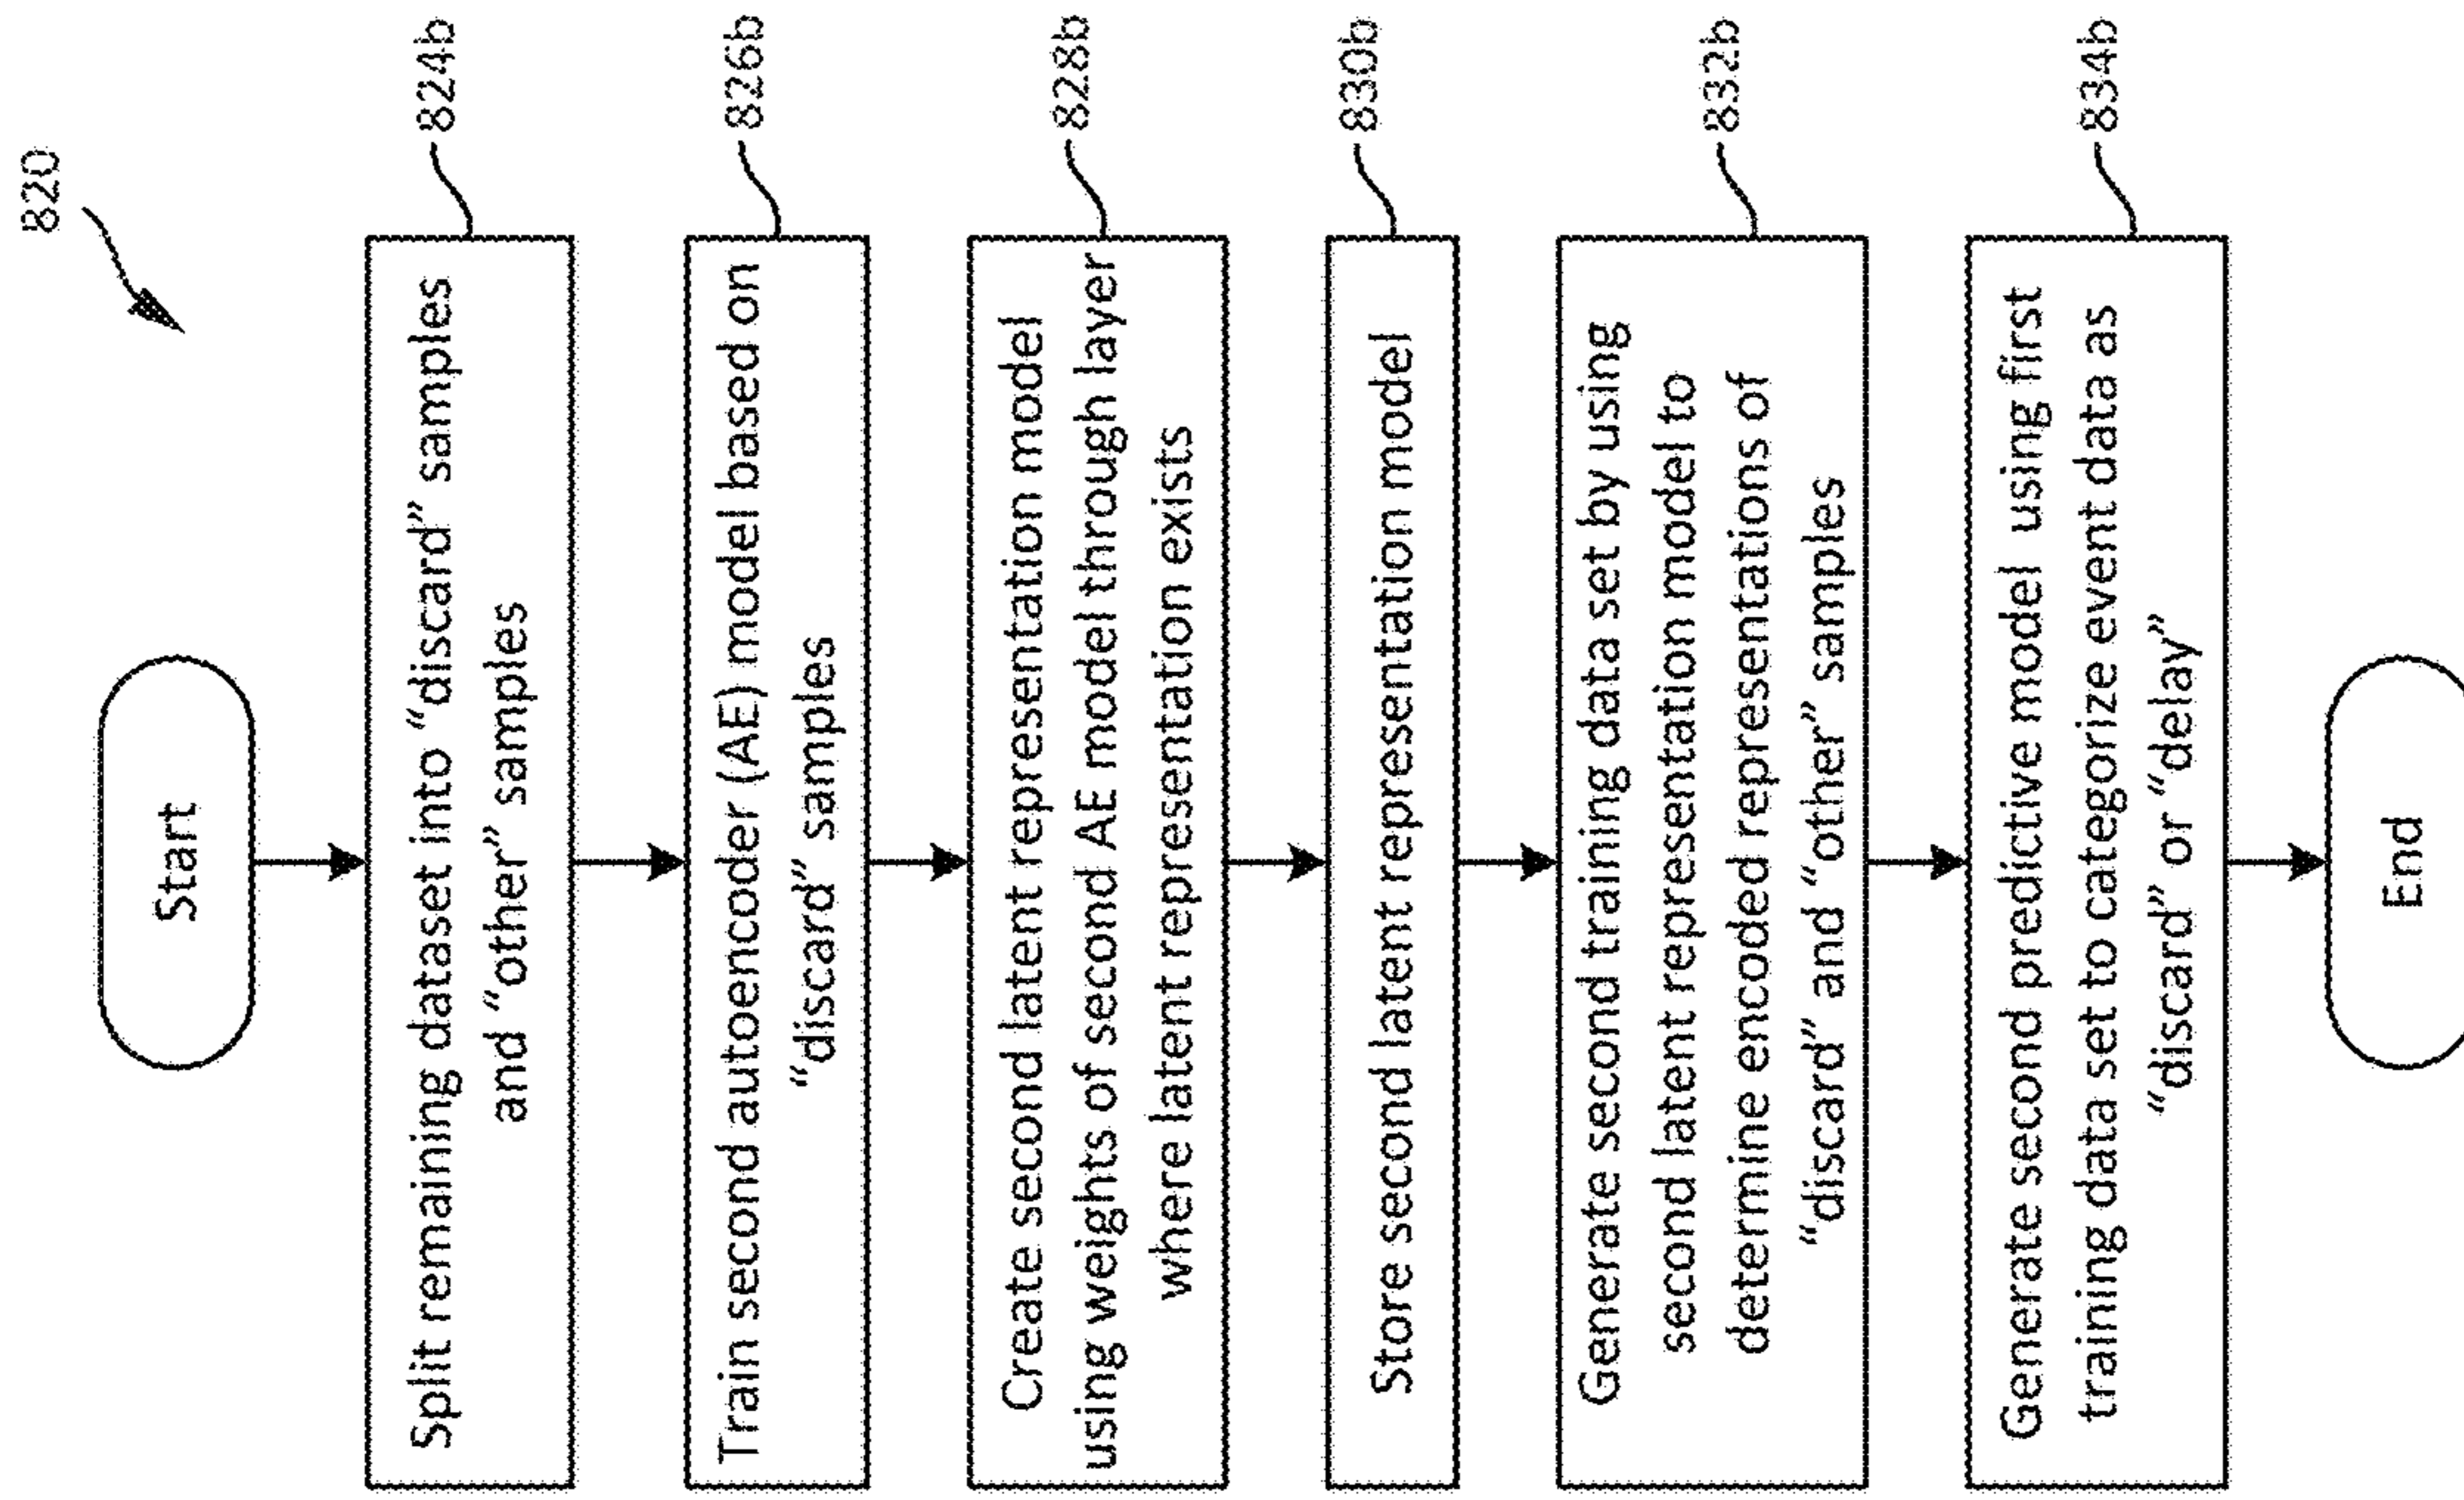 820
Start
Split remaining dataset into “discard” samples
and “other” samples
824b
Train second autoencoder (AE) model based on
“discard” samples
826b
Create second latent representation model
using weights of second AE model through layer
where latent representation exists
828b
Store second latent representation model
830b
Generate second training data set by using
second latent representation model to
determine encoded representations of
“discard” and “other” samples
832b
Generate second predictive model using first
training data set to categorize event data as
“discard” or “delay”
834b
End